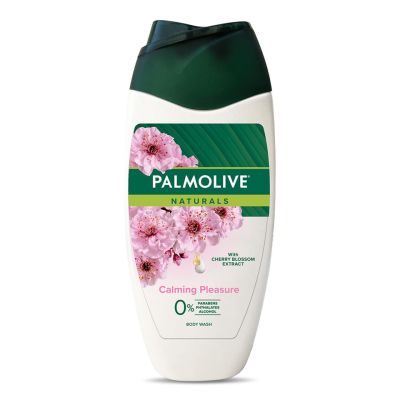 PALMOLIVE
NATURALS
With
CHERRY BLOSSOM
EXTRACT
Calming Pleasure
0%
PARABENS
PHTHALATES
ALCOHOL
BODY WASH